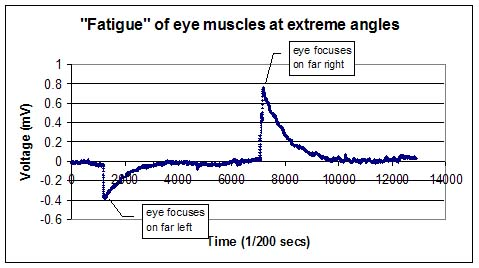 "Fatigue" of eye muscles at extreme angles
eye focuses
on far right
1
0.8
0.6
0.4
0.2
0
-0.2
-0.4
-0.6
Voltage (mV)
0 2000 4000 6000 8000 10000 12000 14000
eye focuses
on far left
Time (1/200 secs)